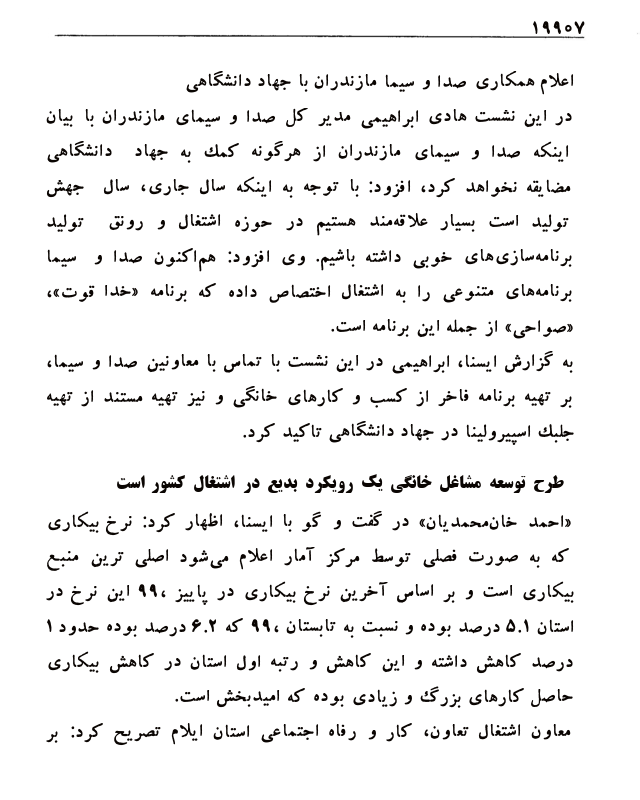 ۱۹۹۰۷
اعلام همکاری صدا و سیما مازندران با جهاد دانشگاهی
در این نشست هادی ابراهیمی مدیر کل صدا و سیمای مازندران با بیان
اینکه صدا و سیمای مازندران از هرگونه کمك به جهاد دانشگاهی
مضایقه نخواهد کرد، افزود: با توجه به اینکه سال جاری، سال جهش
تولید است بسیار علاقه‌مند هستیم در حوزه اشتغال و رونق تولید
برنامه‌سازی‌های خوبی داشته باشیم. وی افزود: هم‌اکنون صدا و سیما
برنامه‌های متنوعی را به اشتغال اختصاص داده که برنامه «خدا قوت»،
«صواحی» از جمله این برنامه است.
به گزارش ایسنا، ابراهیمی در این نشست با تماس با معاونین صدا و سیما،
بر تهیه برنامه فاخر از کسب و کارهای خانگی و نیز تهیه مستند از تهیه
جلبك اسپیرولینا در جهاد دانشگاهی تاکید کرد.
طرح توسعه مشاغل خانگی یک رویکرد بدیع در اشتغال کشور است
«احمد خان‌محمدیان» در گفت و گو با ایسنا، اظهار کرد: نرخ بیکاری
که به صورت فصلی توسط مرکز آمار اعلام می‌شود اصلی ترین منبع
بیکاری است و بر اساس آخرین نرخ بیکاری در پاییز ،۹۹ این نرخ در
استان ۵.۱ درصد بوده و نسبت به تابستان ،۹۹ که ۶.۲ درصد بوده حدود ۱
درصد کاهش داشته و این کاهش و رتبه اول استان در کاهش بیکاری
حاصل کارهای بزرگ و زیادی بوده که امیدبخش است.
معاون اشتغال تعاون، کار و رفاه اجتماعی استان ایلام تصریح کرد: بر